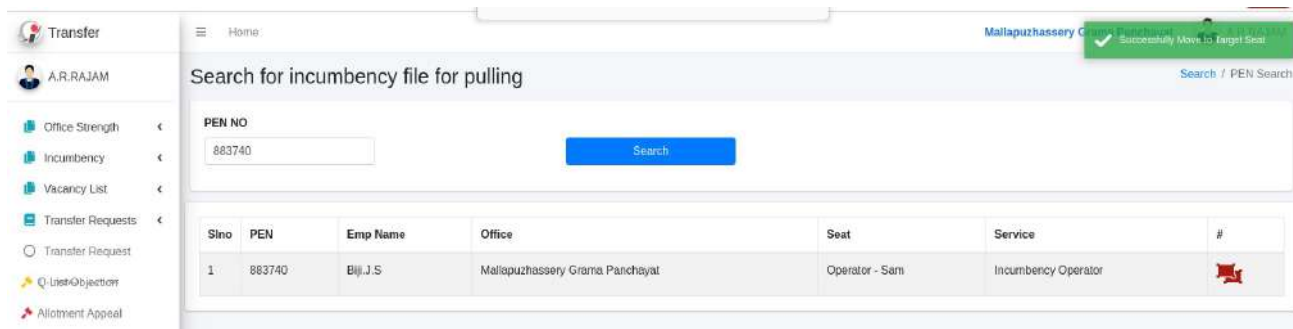 Transfer
Home
Mallapuzhassery Grama Panchayat
Successfully Move to Target Seat
A.R.RAJAM
Search for incumbency file for pulling
Search / PEN Search
Office Strength
Incumbency
Vacancy List
Transfer Requests
Transfer Request
Q-List Objection
Allotment Appeal
PEN NO
883740
Search
Slno PEN Emp Name Office Seat Service #
1 883740 Biji.J.S Mallapuzhassery Grama Panchayat Operator - Sam Incumbency Operator